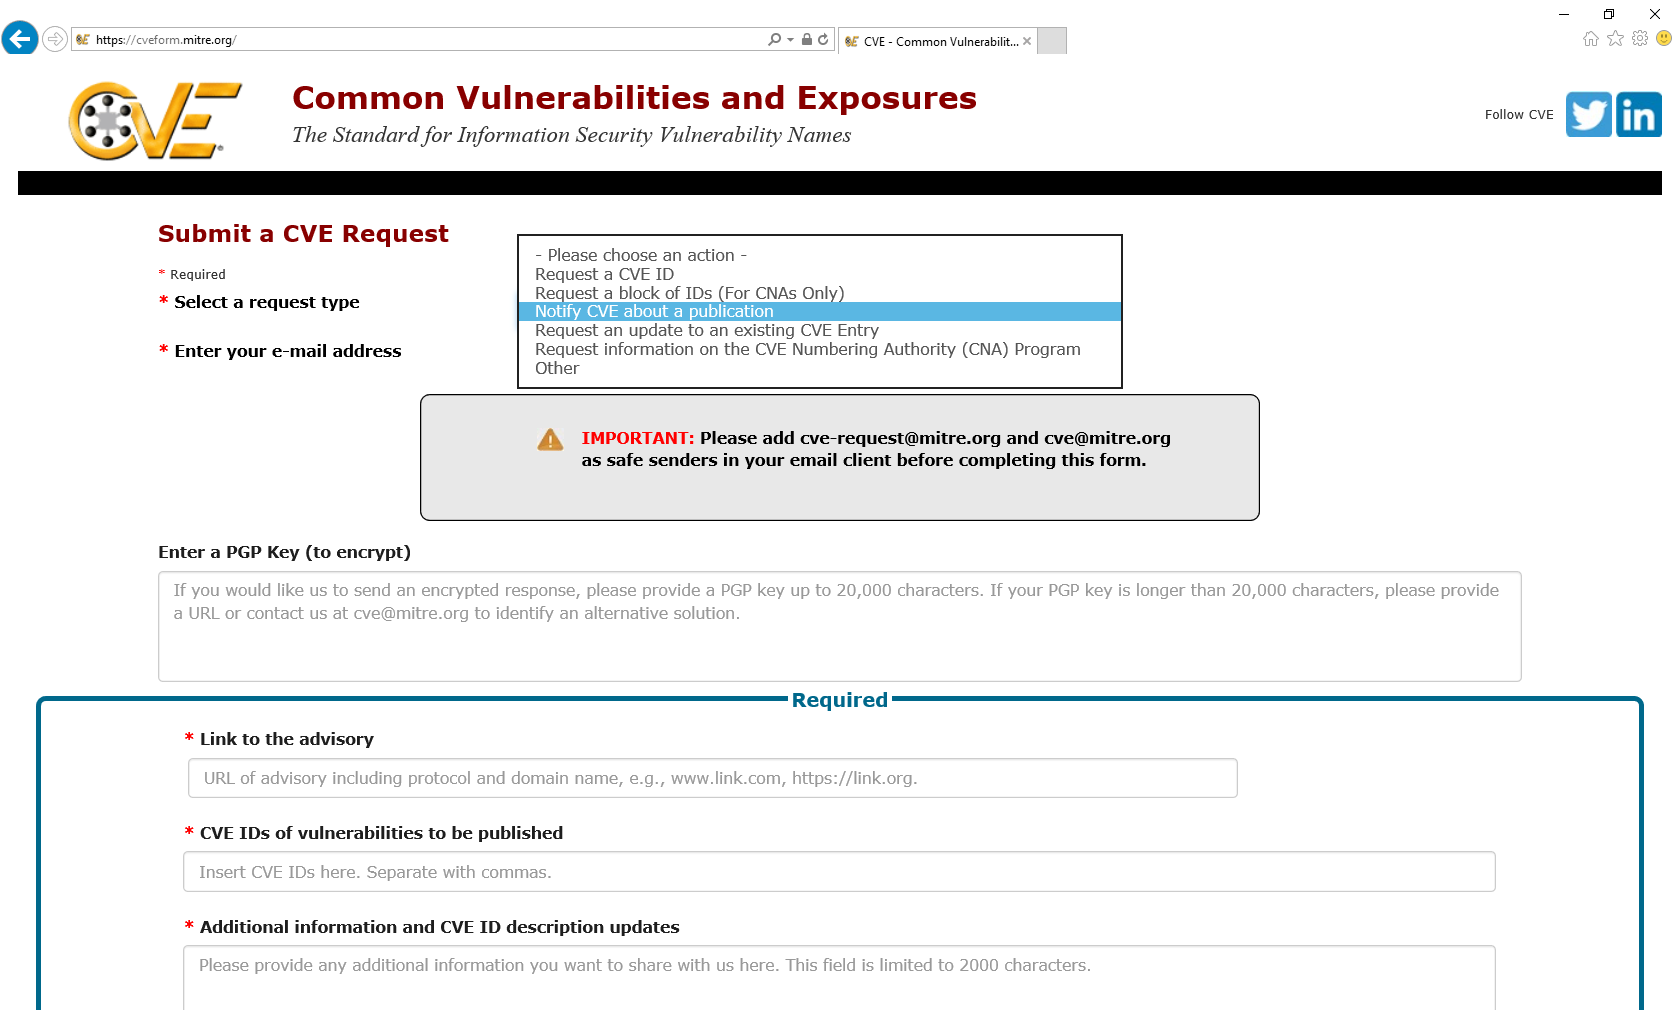 https://cveform.mitre.org/
CVE - Common Vulnerabilit...
CVE
Common Vulnerabilities and Exposures
The Standard for Information Security Vulnerability Names
Follow CVE
in
Submit a CVE Request
* Required
* Select a request type
- Please choose an action -
Request a CVE ID
Request a block of IDs (For CNAs Only)
Notify CVE about a publication
Request an update to an existing CVE Entry
Request information on the CVE Numbering Authority (CNA) Program
Other
* Enter your e-mail address
IMPORTANT: Please add cve-request@mitre.org and cve@mitre.org
as safe senders in your email client before completing this form.
Enter a PGP Key (to encrypt)
If you would like us to send an encrypted response, please provide a PGP key up to 20,000 characters. If your PGP key is longer than 20,000 characters, please provide
a URL or contact us at cve@mitre.org to identify an alternative solution.
Required
* Link to the advisory
URL of advisory including protocol and domain name, e.g., www.link.com, https://link.org.
* CVE IDs of vulnerabilities to be published
Insert CVE IDs here. Separate with commas.
* Additional information and CVE ID description updates
Please provide any additional information you want to share with us here. This field is limited to 2000 characters.